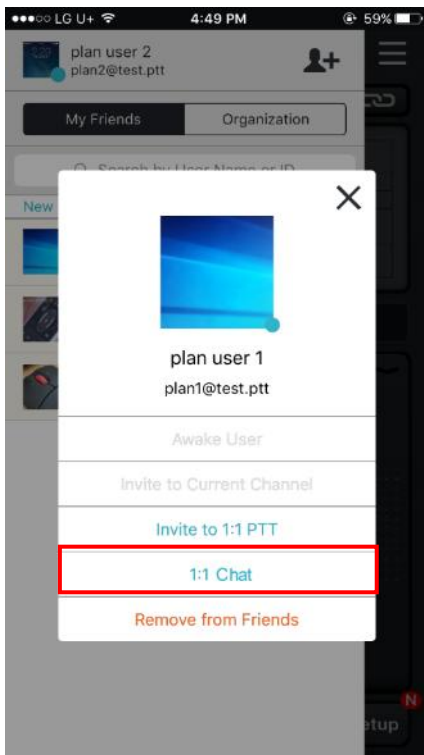 LG U+ 4:49 PM 59%
plan user 2
plan2@test.ptt
My Friends Organization
Search by User Name or ID
New
plan user 1
plan1@test.ptt
Awake User
Invite to Current Channel
Invite to 1:1 PTT
1:1 Chat
Remove from Friends
N
etup